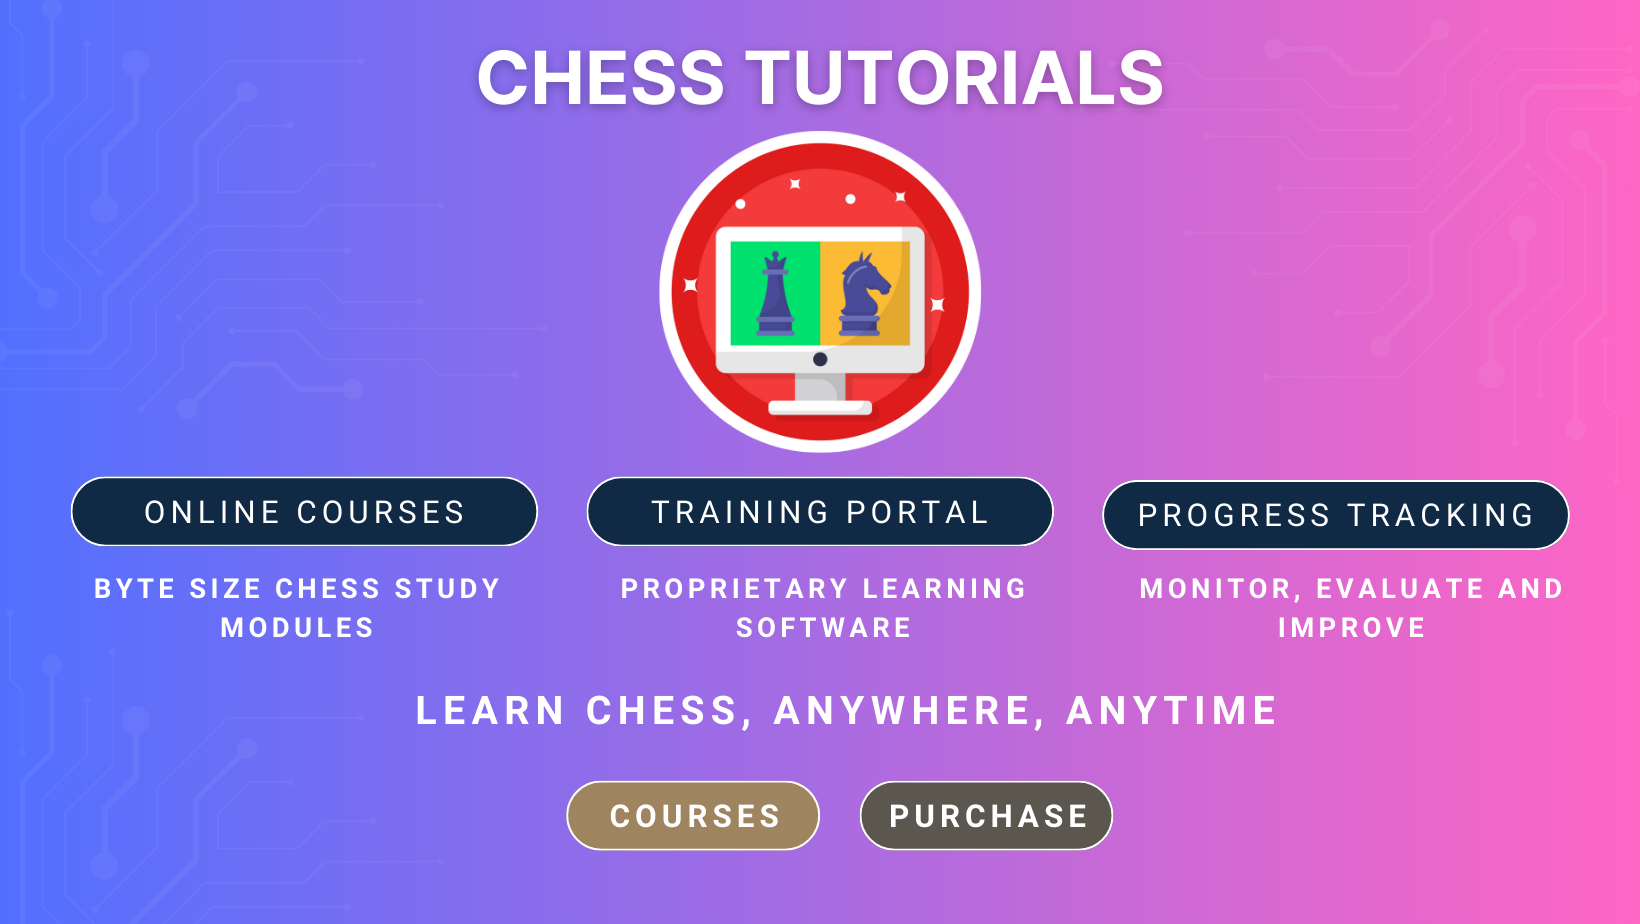 CHESS TUTORIALS
ONLINE COURSES
BYTE SIZE CHESS STUDY
MODULES
TRAINING PORTAL
PROPRIETARY LEARNING
SOFTWARE
PROGRESS TRACKING
MONITOR, EVALUATE AND
IMPROVE
LEARN CHESS, ANYWHERE, ANYTIME
COURSES
PURCHASE